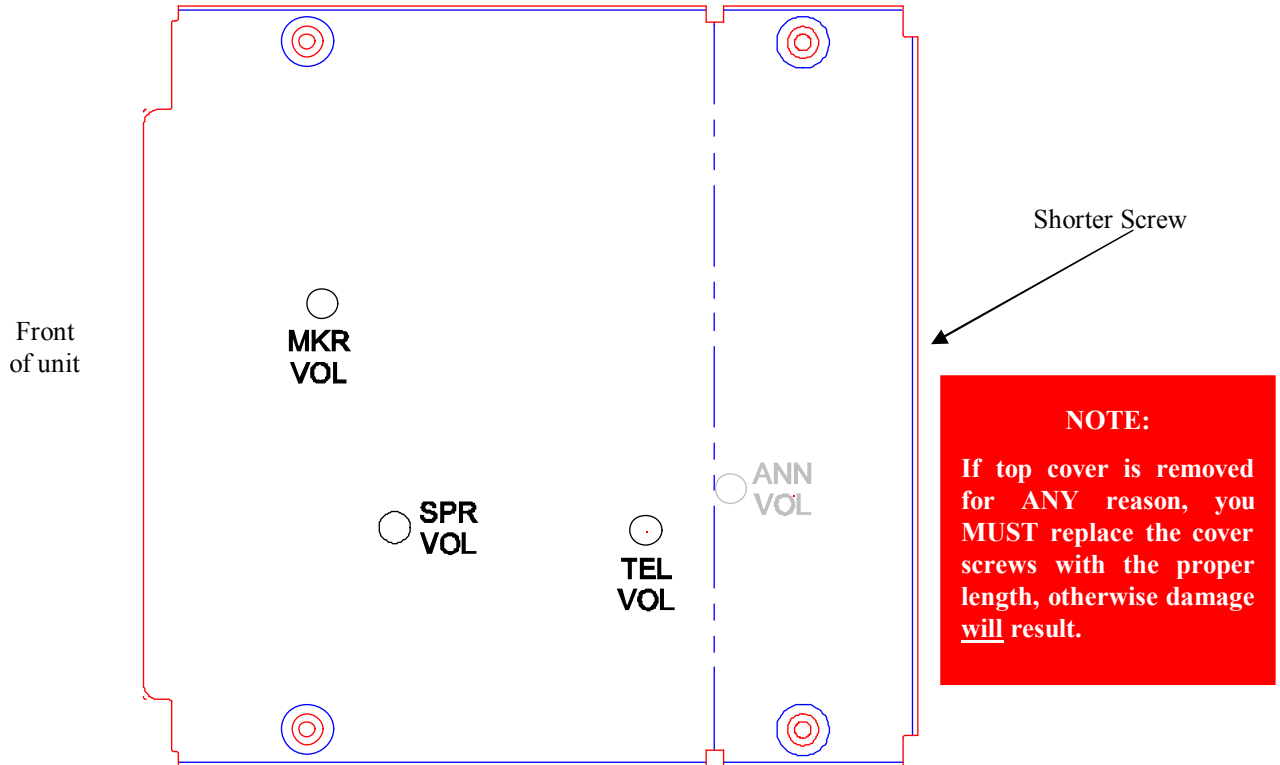 Shorter Screw
Front
of unit
MKR
VOL
SPR
VOL
TEL
VOL
ANN
VOL
NOTE:
If top cover is removed
for ANY reason, you
MUST replace the cover
screws with the proper
length, otherwise damage
will result.